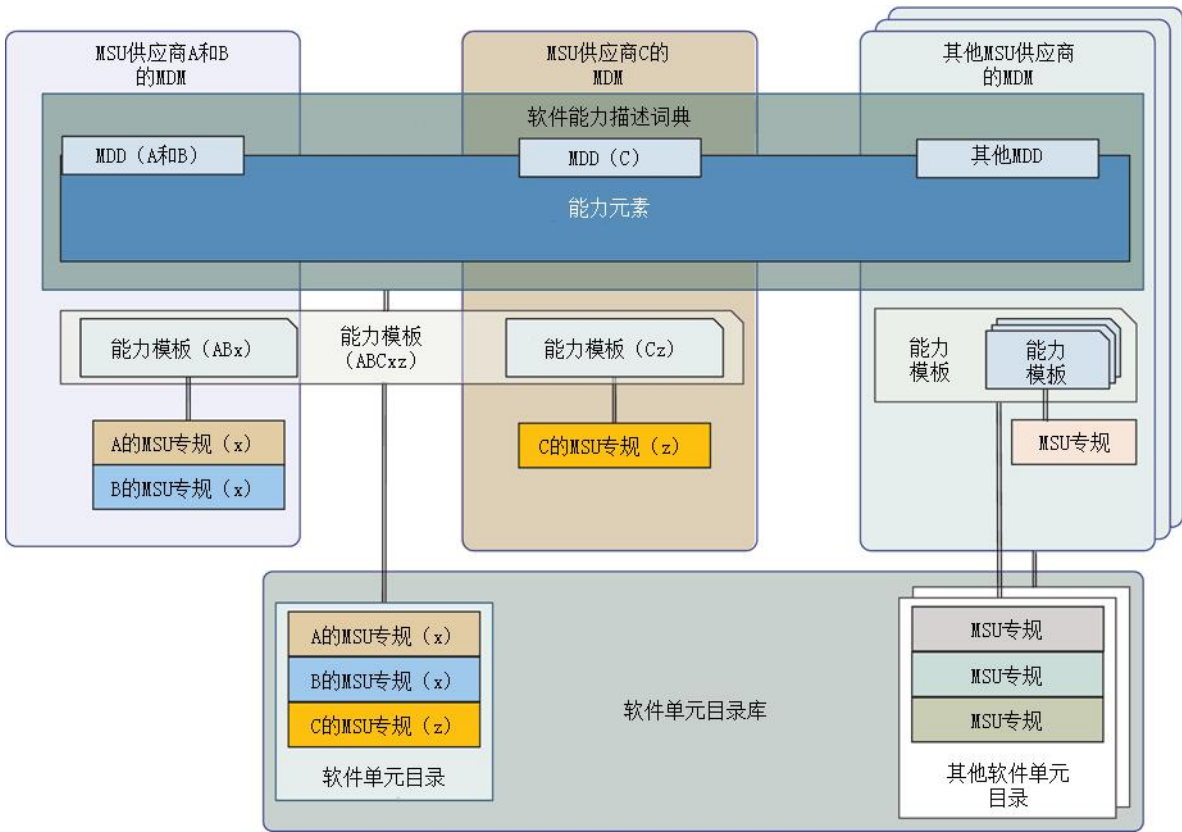 MSU供应商A和B
的MDM
MSU供应商C的
MDM
其他MSU供应商
的MDM
软件能力描述词典
MDD（A和B）
MDD（C）
其他MDD
能力元素
能力模板（ABx）
能力模板
（ABCxz）
能力模板（Cz）
能力
模板
能力
模板
A的MSU专规（x）
B的MSU专规（x）
C的MSU专规（z）
MSU专规
A的MSU专规（x）
B的MSU专规（x）
C的MSU专规（z）
软件单元目录
软件单元目录库
MSU专规
MSU专规
MSU专规
其他软件单元
目录